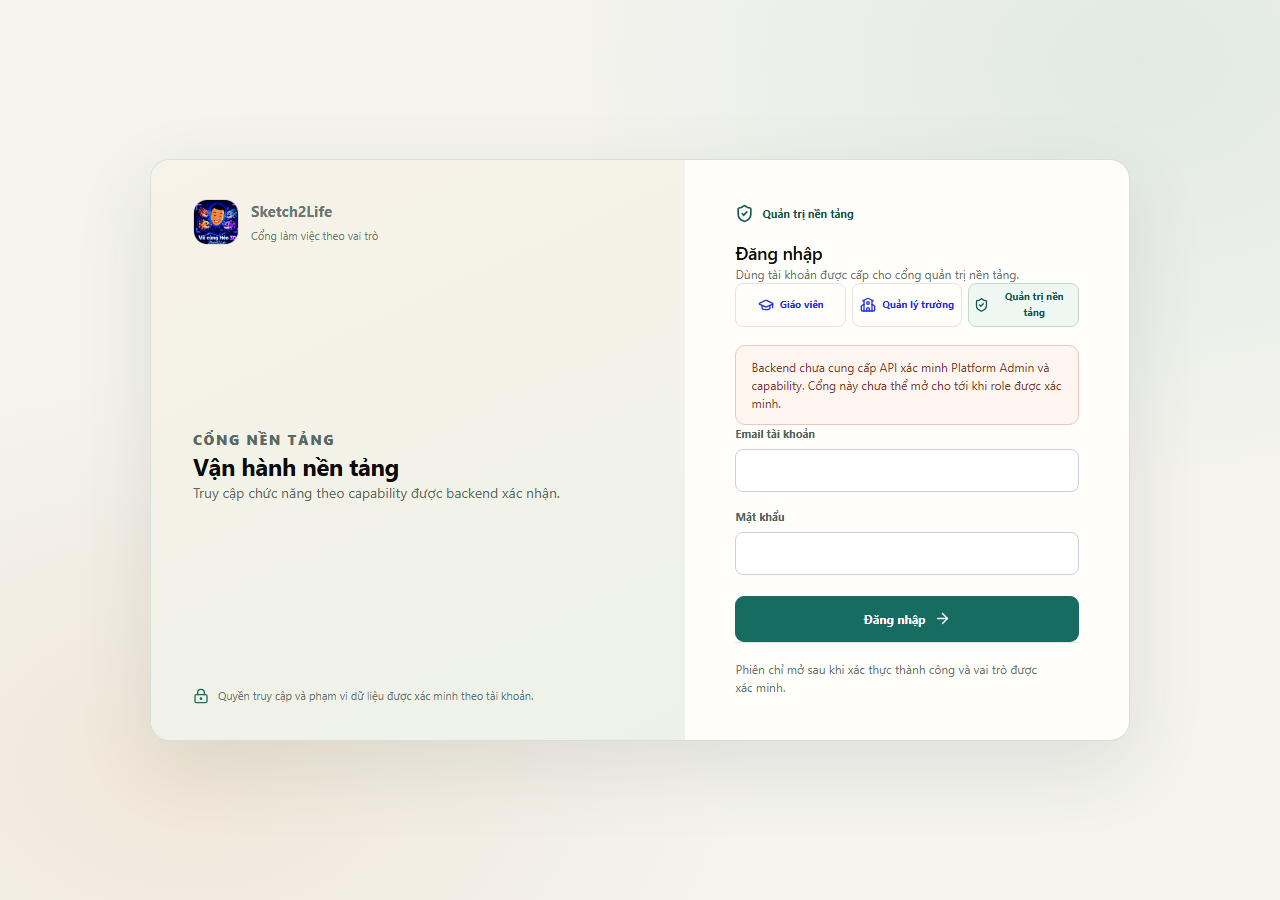 Sketch2Life
Cổng làm việc theo vai trò
CỔNG NỀN TẢNG
Vận hành nền tảng
Truy cập chức năng theo capability được backend xác nhận.
Quyền truy cập và phạm vi dữ liệu được xác minh theo tài khoản.
Quản trị nền tảng
Đăng nhập
Dùng tài khoản được cấp cho cổng quản trị nền tảng.
Giáo viên
Quản lý trường
Quản trị nền
tảng
Backend chưa cung cấp API xác minh Platform Admin và
capability. Cổng này chưa thể mở cho tới khi role được xác
minh.
Email tài khoản
Mật khẩu
Đăng nhập
Phiên chỉ mở sau khi xác thực thành công và vai trò được
xác minh.